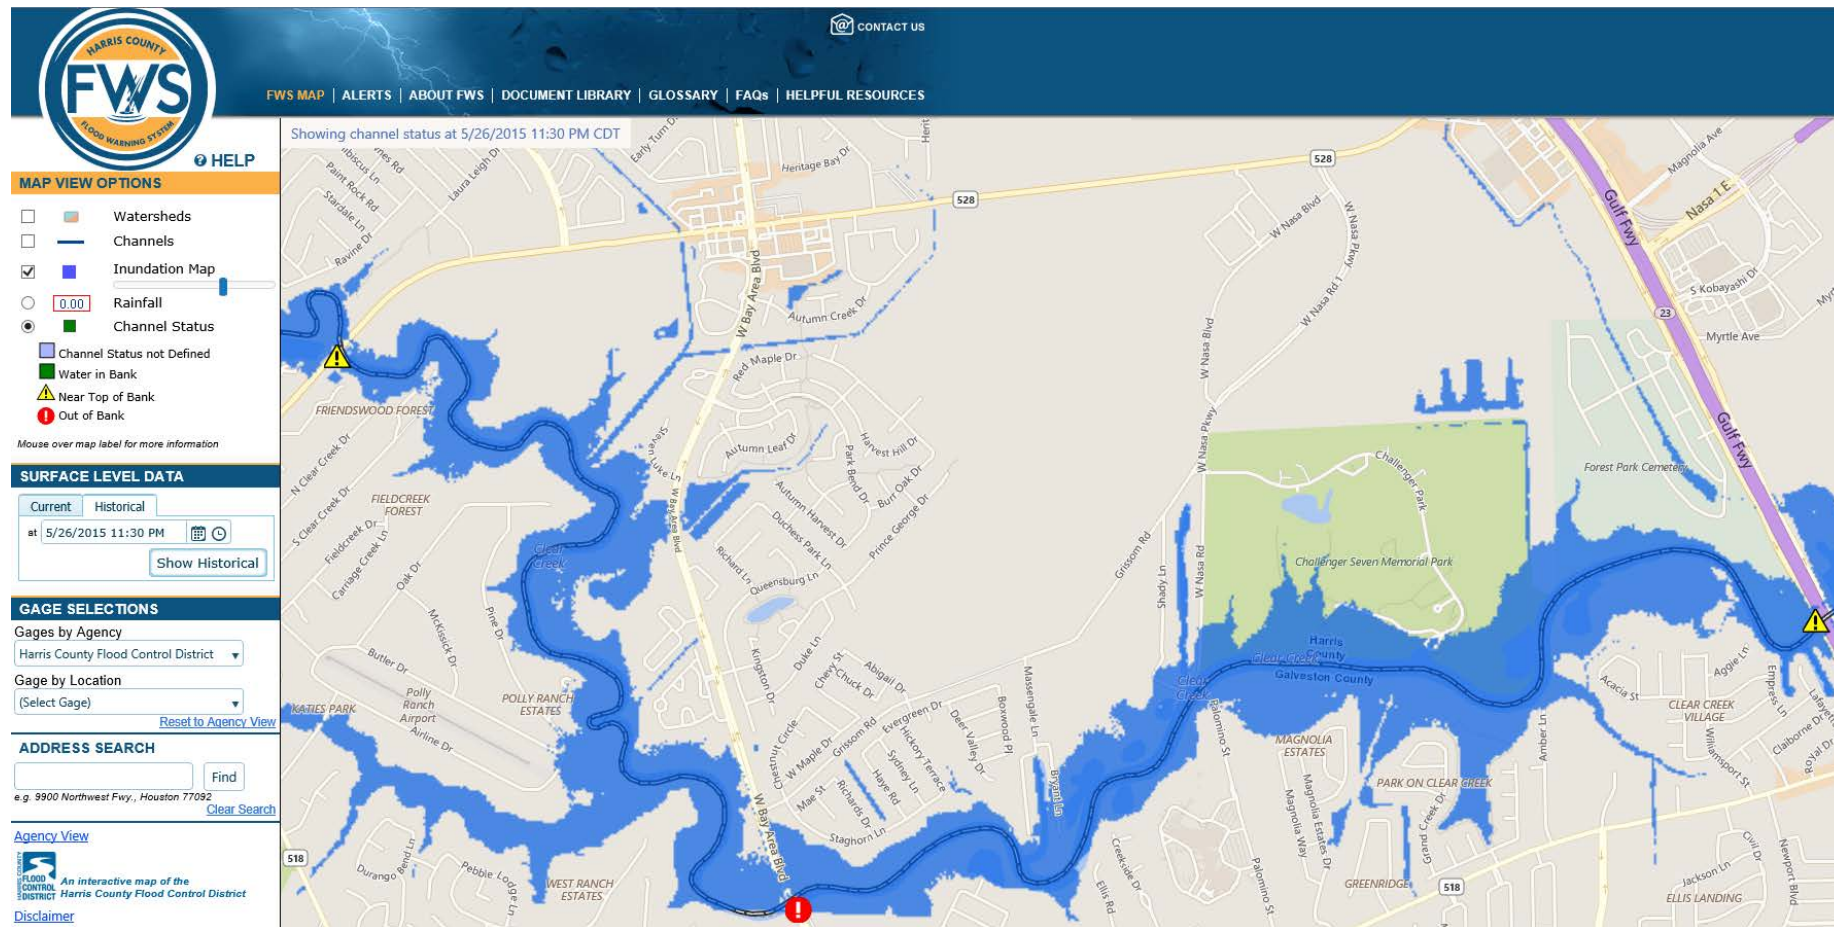 CONTACT US
HARRIS COUNTY
FWS
FLOOD WARNING SYSTEM
FWS MAP | ALERTS | ABOUT FWS | DOCUMENT LIBRARY | GLOSSARY | FAQs | HELPFUL RESOURCES
HELP
MAP VIEW OPTIONS
Watersheds
Channels
Inundation Map
0.00 Rainfall
Channel Status
Channel Status not Defined
Water in Bank
Near Top of Bank
Out of Bank
Mouse over map label for more information
SURFACE LEVEL DATA
Current Historical
at 5/26/2015 11:30 PM
Show Historical
GAGE SELECTIONS
Gages by Agency
Harris County Flood Control District
Gage by Location
(Select Gage)
Reset to Agency View
ADDRESS SEARCH
Find
e.g. 9900 Northwest Fwy., Houston 77092
Clear Search
Agency View
HARRIS COUNTY
FLOOD
CONTROL
DISTRICT
An interactive map of the
Harris County Flood Control District
Disclaimer
Showing channel status at 5/26/2015 11:30 PM CDT
Paint Rock Rd
Stardale Ln
Ravine Dr
Laura Leigh Dr
Early Turn Dr
Heritage Bay Dr
528
528
W Bay Area Blvd
Autumn Creek Dr
Red Maple Dr
W Nasa Blvd
W Nasa Pkwy
W Nasa Rd 1
W Nasa Blvd
W Nasa Pkwy
Gulf Fwy
Magnolia Ave
Nasa 1 E
S Kobayashi Dr
23
Myrtle Ave
Gulf Fwy
FRIENDSWOOD FOREST
N Clear Creek Dr
S Clear Creek Dr
FIELDCREEK
FOREST
Fieldcreek Dr
Carriage Creek Ln
Oak Dr
McKissick Dr
Pine Dr
Clear
Creek
Steven Luke LS
W Bay Area Blvd
Autumn Leaf Dr
Harvest Hill Dr
Park Bend Dr
Burr Oak Dr
Autumn Harvest Dr
Duchess Park Ln
Prince George Dr
Richard Ln
Queensburg Ln
Grissom Rd
Shady Ln
W Nasa Rd
Challenger Park
Challenger Seven Memorial Park
Forest Park Cemetery
Butler Dr
Polly
Ranch
Airport
Airline Dr
KATIES PARK
POLLY RANCH
ESTATES
Kingston Dr
Duke Ln
Chevy St
Chuck Dr
Abigail Dr
Evergreen Dr
Grissom Rd
W Maple Dr
Chestnut Circle
Hickory Terrace
Sydney Ln
Haye Rd
Richards Dr
Mae St
Staghorn Ln
Deer Valley Dr
Boxwood Pl
Massengale Ln
Bryant Ln
Harris
County
Clear Creek
Galveston County
Clear
Creek
Palomino St
MAGNOLIA
ESTATES
Magnolia Estates Dr
Magnolia Way
PARK ON CLEAR CREEK
Grand Creek Dr
Amber Ln
Acacia St
Aggie Ln
Empress Ln
CLEAR CREEK
VILLAGE
Williamsport St
Claiborne Dr
Royal Dr
518
Durango Bend Ln
Pebble Lodge Ln
WEST RANCH
ESTATES
W Bay Area Blvd
Creekside Dr
Ellis Rd
Palomino St
GREENRIDGE
518
Civil Dr
Jackson Ln
Newport Blvd
ELLIS LANDING